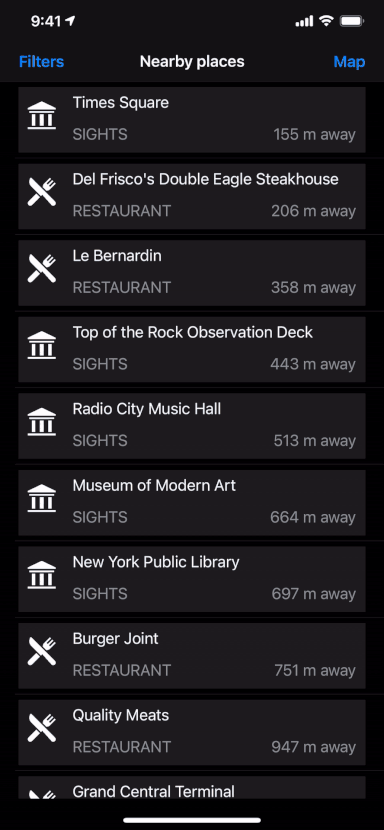 9:41
Filters Nearby places Map
Times Square
SIGHTS 155 m away
Del Frisco's Double Eagle Steakhouse
RESTAURANT 206 m away
Le Bernardin
RESTAURANT 358 m away
Top of the Rock Observation Deck
SIGHTS 443 m away
Radio City Music Hall
SIGHTS 513 m away
Museum of Modern Art
SIGHTS 664 m away
New York Public Library
SIGHTS 697 m away
Burger Joint
RESTAURANT 751 m away
Quality Meats
RESTAURANT 947 m away
Grand Central Terminal